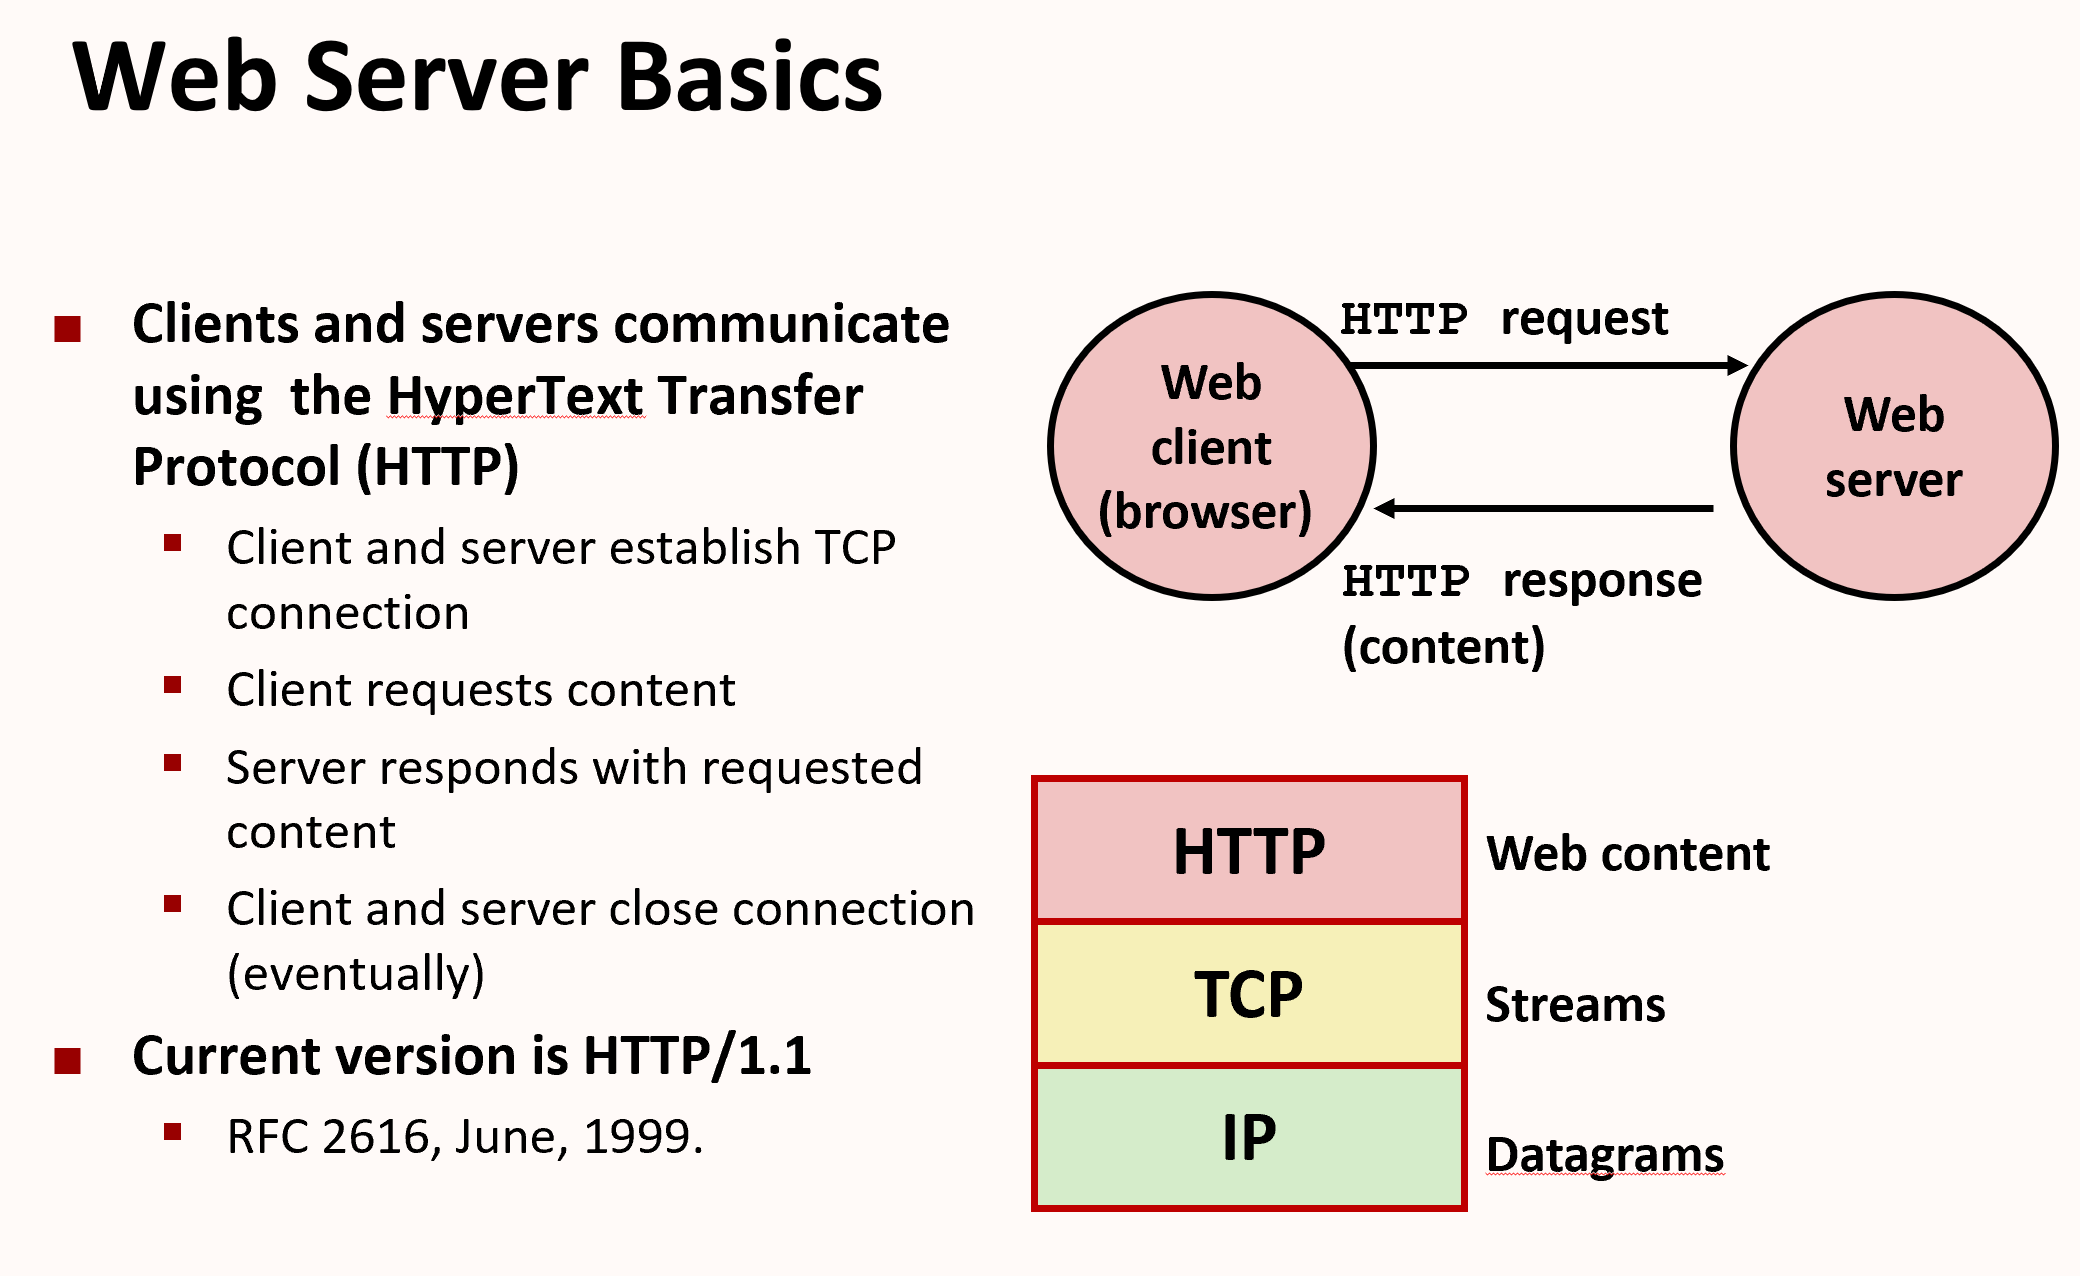 Web Server Basics
Clients and servers communicate
using the HyperText Transfer
Protocol (HTTP)
Client and server establish TCP
connection
Client requests content
Server responds with requested
content
Client and server close connection
(eventually)
Current version is HTTP/1.1
RFC 2616, June, 1999.
Web
client
(browser)
HTTP request
Web
server
HTTP response
(content)
HTTP
Web content
TCP
Streams
IP
Datagrams